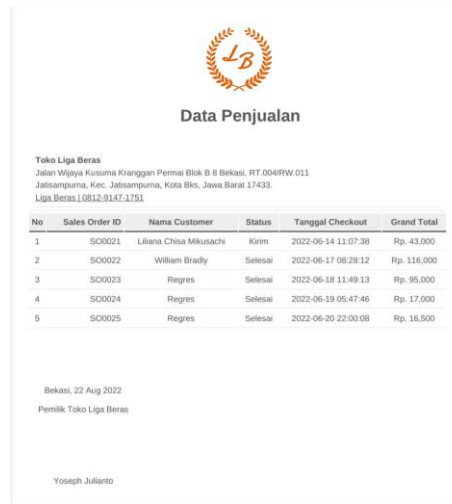 LB
Data Penjualan
Toko Liga Beras
Jalan Wijaya Kusuma Kranggan Permai Blok B 8 Bekasi, RT.004/RW.011
Jatisampurna, Kec. Jatisampurna, Kota Bks, Jawa Barat 17433.
Liga Beras | 0812-9147-1751
No Sales Order ID Nama Customer Status Tanggal Checkout Grand Total
1 SO0021 Liliana Chisa Mikusachi Kirim 2022-06-14 11:07:38 Rp. 43,000
2 SO0022 William Bradly Selesai 2022-06-17 08:28:12 Rp. 116,000
3 SO0023 Regres Selesai 2022-06-18 11:49:13 Rp. 95,000
4 SO0024 Regres Selesai 2022-06-19 05:47:46 Rp. 17,000
5 SO0025 Regres Selesai 2022-06-20 22:00:08 Rp. 16,500
Bekasi, 22 Aug 2022
Pemilik Toko Liga Beras
Yoseph Julianto